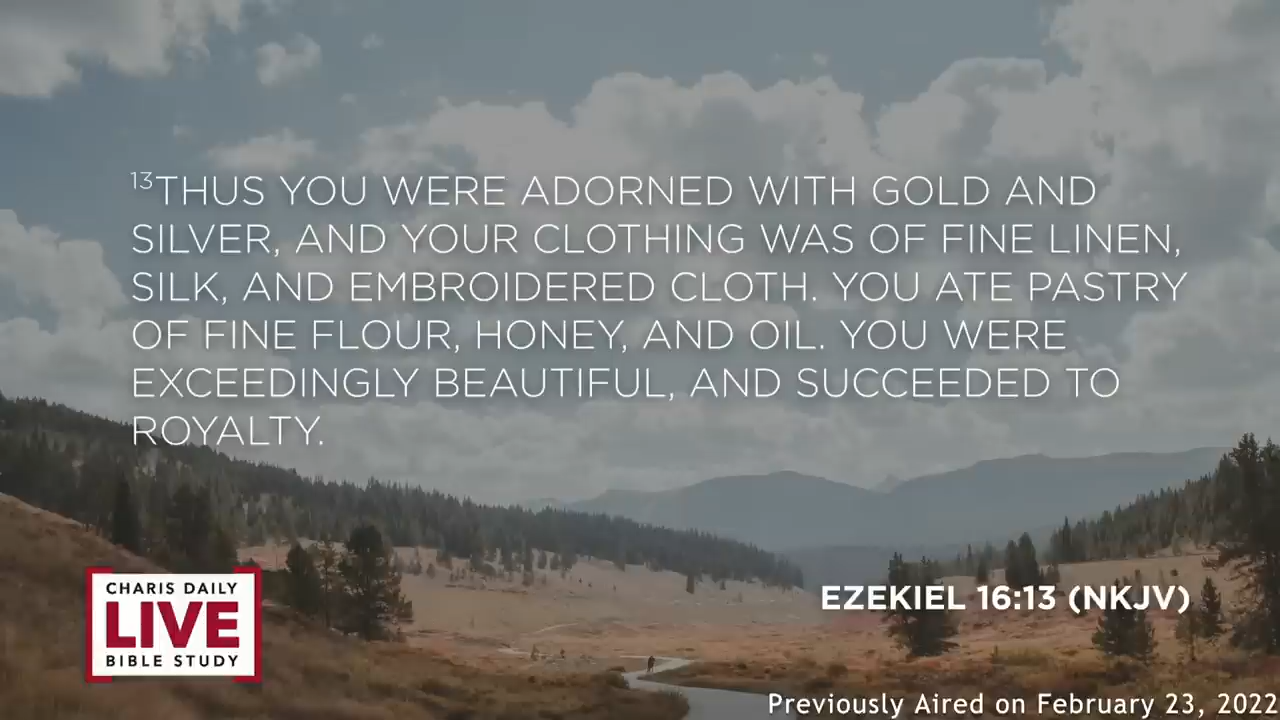 13THUS YOU WERE ADORNED WITH GOLD AND
SILVER, AND YOUR CLOTHING WAS OF FINE LINEN,
SILK, AND EMBROIDERED CLOTH. YOU ATE PASTRY
OF FINE FLOUR, HONEY, AND OIL. YOU WERE
EXCEEDINGLY BEAUTIFUL, AND SUCCEEDED TO
ROYALTY.
EZEKIEL 16:13 (NKJV)
CHARIS DAILY
LIVE
BIBLE STUDY
Previously Aired on February 23, 2022